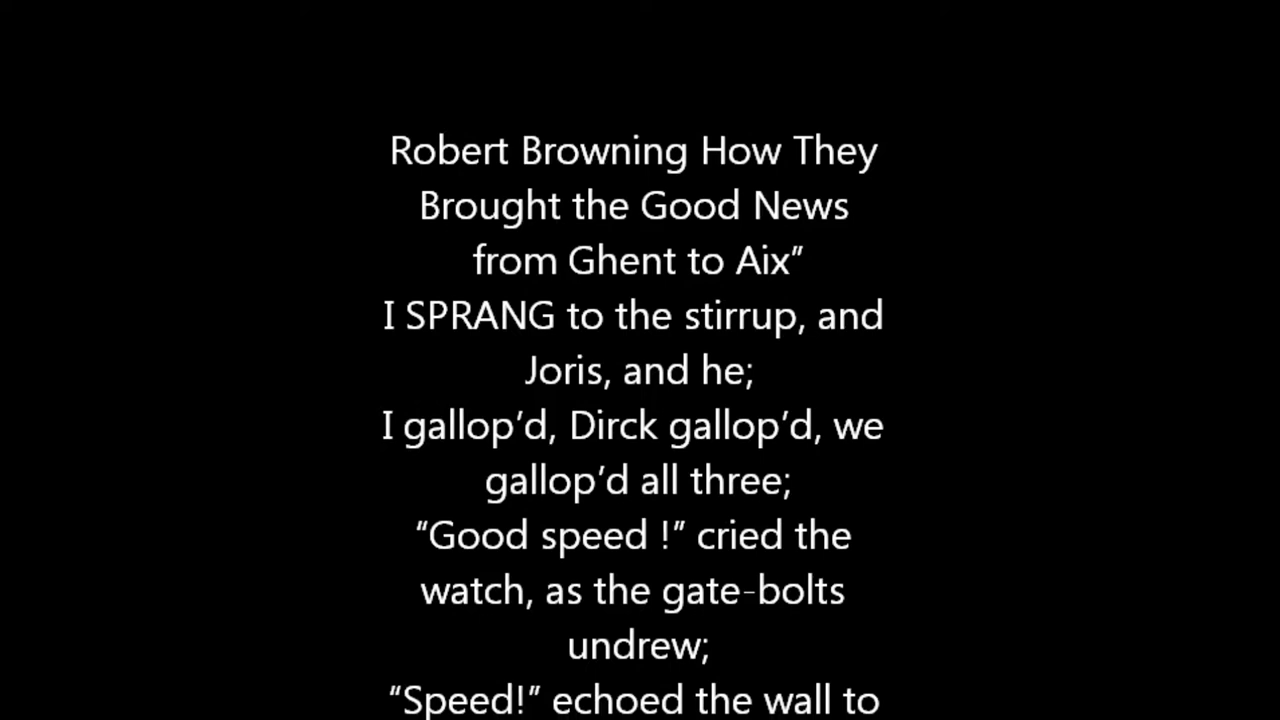 Robert Browning How They
Brought the Good News
from Ghent to Aix”
I SPRANG to the stirrup, and
Joris, and he;
I gallop’d, Dirck gallop’d, we
gallop’d all three;
“Good speed !” cried the
watch, as the gate-bolts
undrew;
“Speed!” echoed the wall to